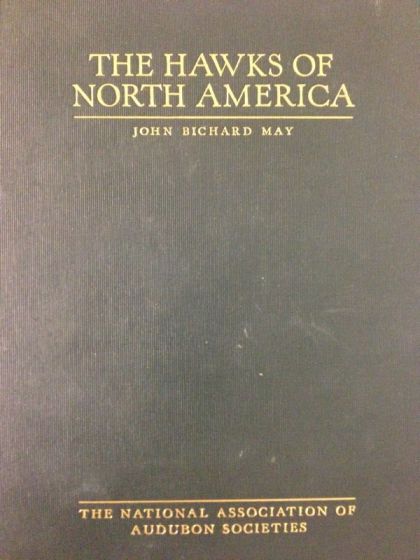 THE HAWKS OF
NORTH AMERICA
JOHN BICHARD MAY
THE NATIONAL ASSOCIATION OF
AUDUBON SOCIETIES